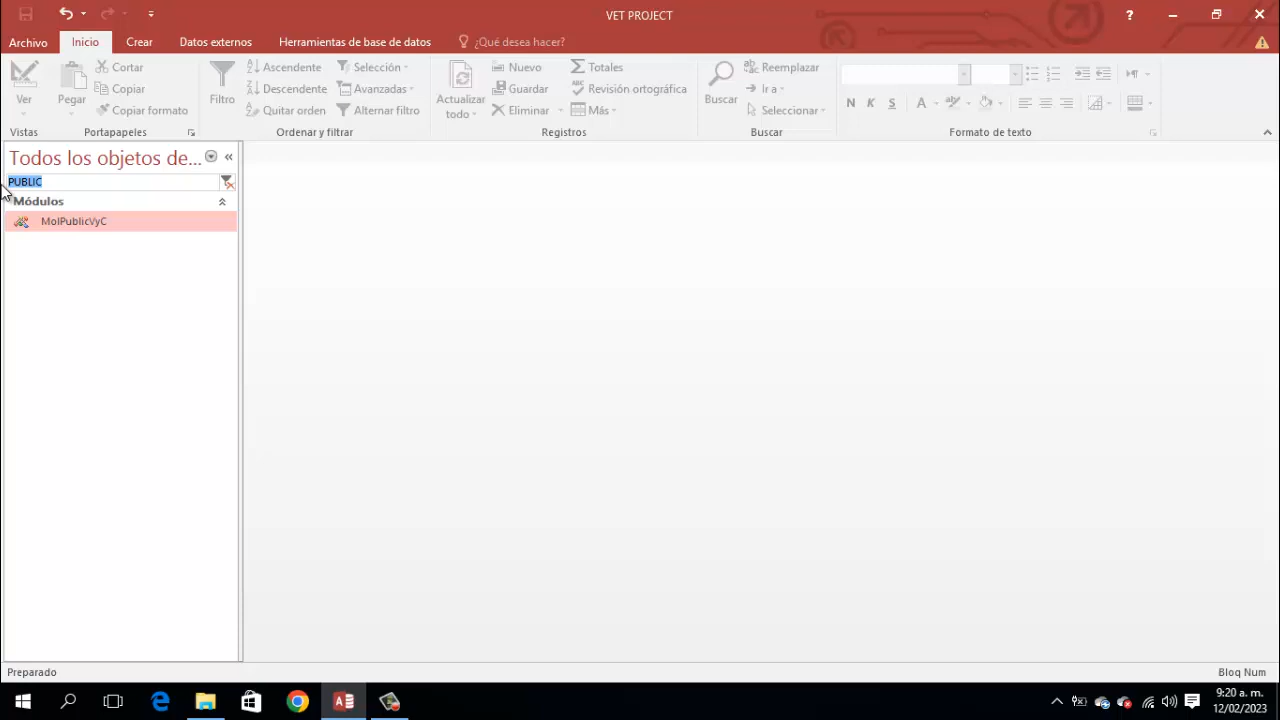 VET PROJECT
?
Archivo Inicio Crear Datos externos Herramientas de base de datos ¿Qué desea hacer?
Ver
Vistas
Pegar
Cortar
Copiar
Copiar formato
Portapapeles
Filtro
Ascendente
Descendente
Quitar orden
Selección
Avanzadas
Alternar filtro
Ordenar y filtrar
Actualizar
todo
Nuevo
Guardar
Eliminar
Totales
Revisión ortográfica
Más
Registros
Buscar
Reemplazar
Ir a
Seleccionar
Buscar
N K S A
Formato de texto
Todos los objetos de...
PUBLIC
Módulos
MolPublicVyC
Preparado
Bloq Num
9:20 a. m.
12/02/2023